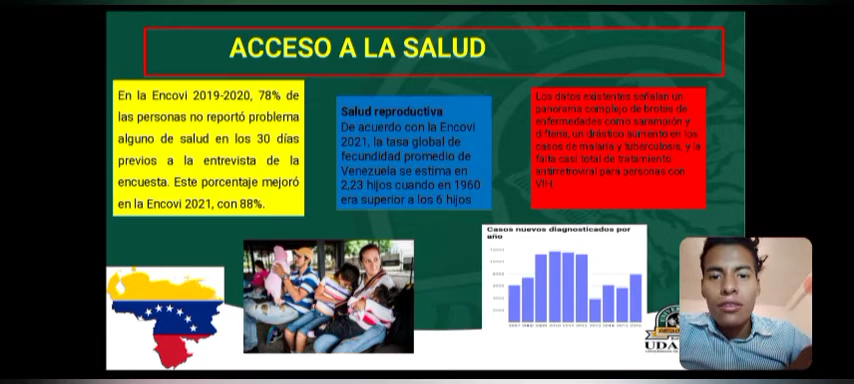 ACCESO A LA SALUD
En la Encovi 2019-2020, 78% de
las personas no reportó problema
alguno de salud en los 30 días
previos a la entrevista de la
encuesta. Este porcentaje mejoró
en la Encovi 2021, con 88%.
Salud reproductiva
De acuerdo con la Encovi
2021, la tasa global de
fecundidad promedio de
Venezuela se estima en
2,23 hijos cuando en 1960
era superior a los 6 hijos
Los datos existentes señalan un
panorama complejo de brotes de
enfermedades como sarampión y
difteria, un drástico aumento en los
casos de malaria y tuberculosis, y la
falta casi total de tratamiento
antirretroviral para personas con
VIH.
Casos nuevos diagnosticados por
año
UDA